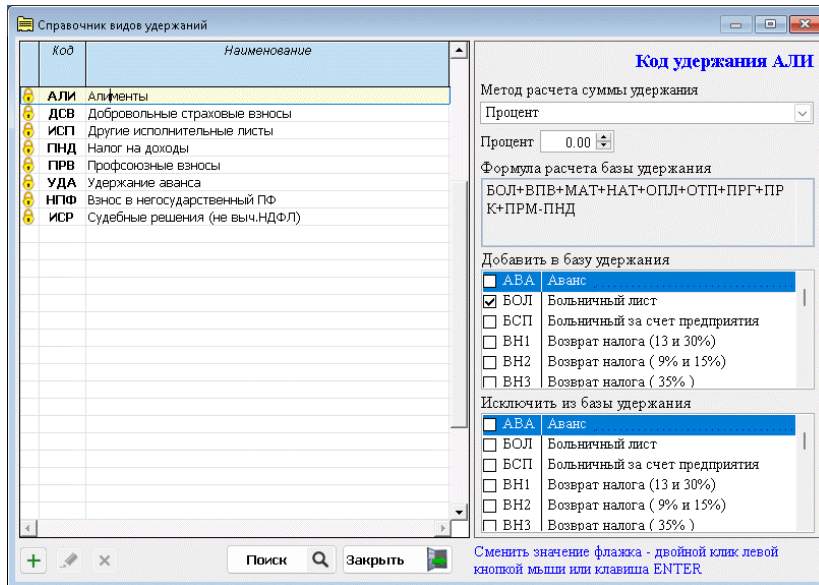 Справочник видов удержаний
Код Наименование
АЛИ Алименты
ДСВ Добровольные страховые взносы
ИСП Другие исполнительные листы
ПНД Налог на доходы
ПРВ Профсоюзные взносы
УДА Удержание аванса
НПФ Взнос в негосударственный ПФ
ИСР Судебные решения (не выч.НДФЛ)
Поиск Закрыть
Код удержания АЛИ
Метод расчета суммы удержания
Процент
Процент 0.00
Формула расчета базы удержания
БОЛ+ВПВ+МАТ+НАТ+ОПЛ+ОТП+ПРГ+ПР
К+ПРМ-ПНД
Добавить в базу удержания
АВА Аванс
БОЛ Больничный лист
БСП Больничный за счет предприятия
ВН1 Возврат налога (13 и 30%)
ВН2 Возврат налога ( 9% и 15%)
ВН3 Возврат налога ( 35% )
Исключить из базы удержания
АВА Аванс
БОЛ Больничный лист
БСП Больничный за счет предприятия
ВН1 Возврат налога (13 и 30%)
ВН2 Возврат налога ( 9% и 15%)
ВН3 Возврат налога ( 35% )
Сменить значение флажка - двойной клик левой
кнопкой мыши или клавиша ENTER